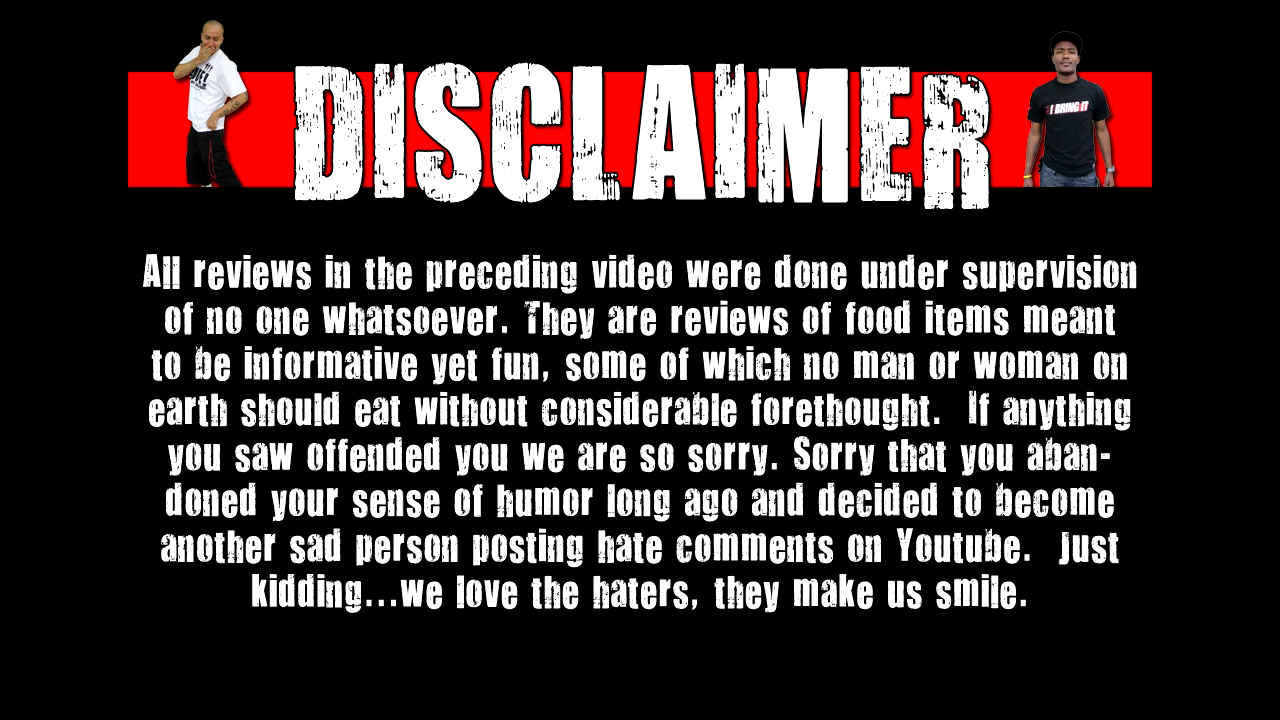 DISCLAIMER
I BRING IT
All reviews in the preceding video were done under supervision
of no one whatsoever. They are reviews of food items meant
to be informative yet fun, some of which no man or woman on
earth should eat without considerable forethought. If anything
you saw offended you we are so sorry. Sorry that you aban-
doned your sense of humor long ago and decided to become
another sad person posting hate comments on Youtube. Just
kidding...we love the haters, they make us smile.